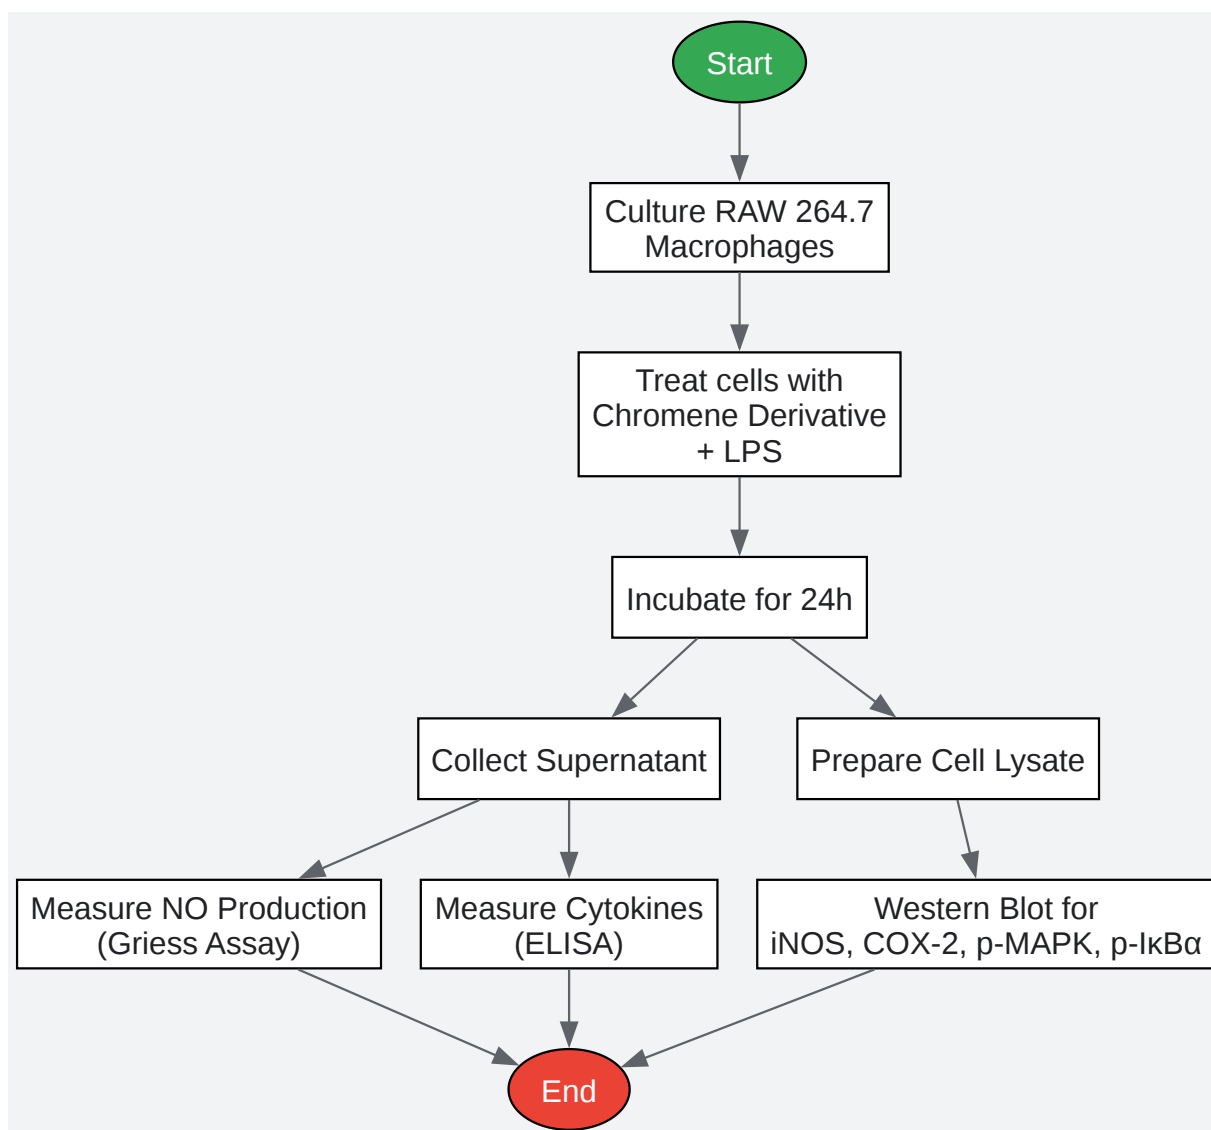 Start
Culture RAW 264.7
Macrophages
Treat cells with
Chromene Derivative
+ LPS
Incubate for 24h
Collect Supernatant
Prepare Cell Lysate
Measure NO Production
(Griess Assay)
Measure Cytokines
(ELISA)
Western Blot for
iNOS, COX-2, p-MAPK, p-IκBα
End